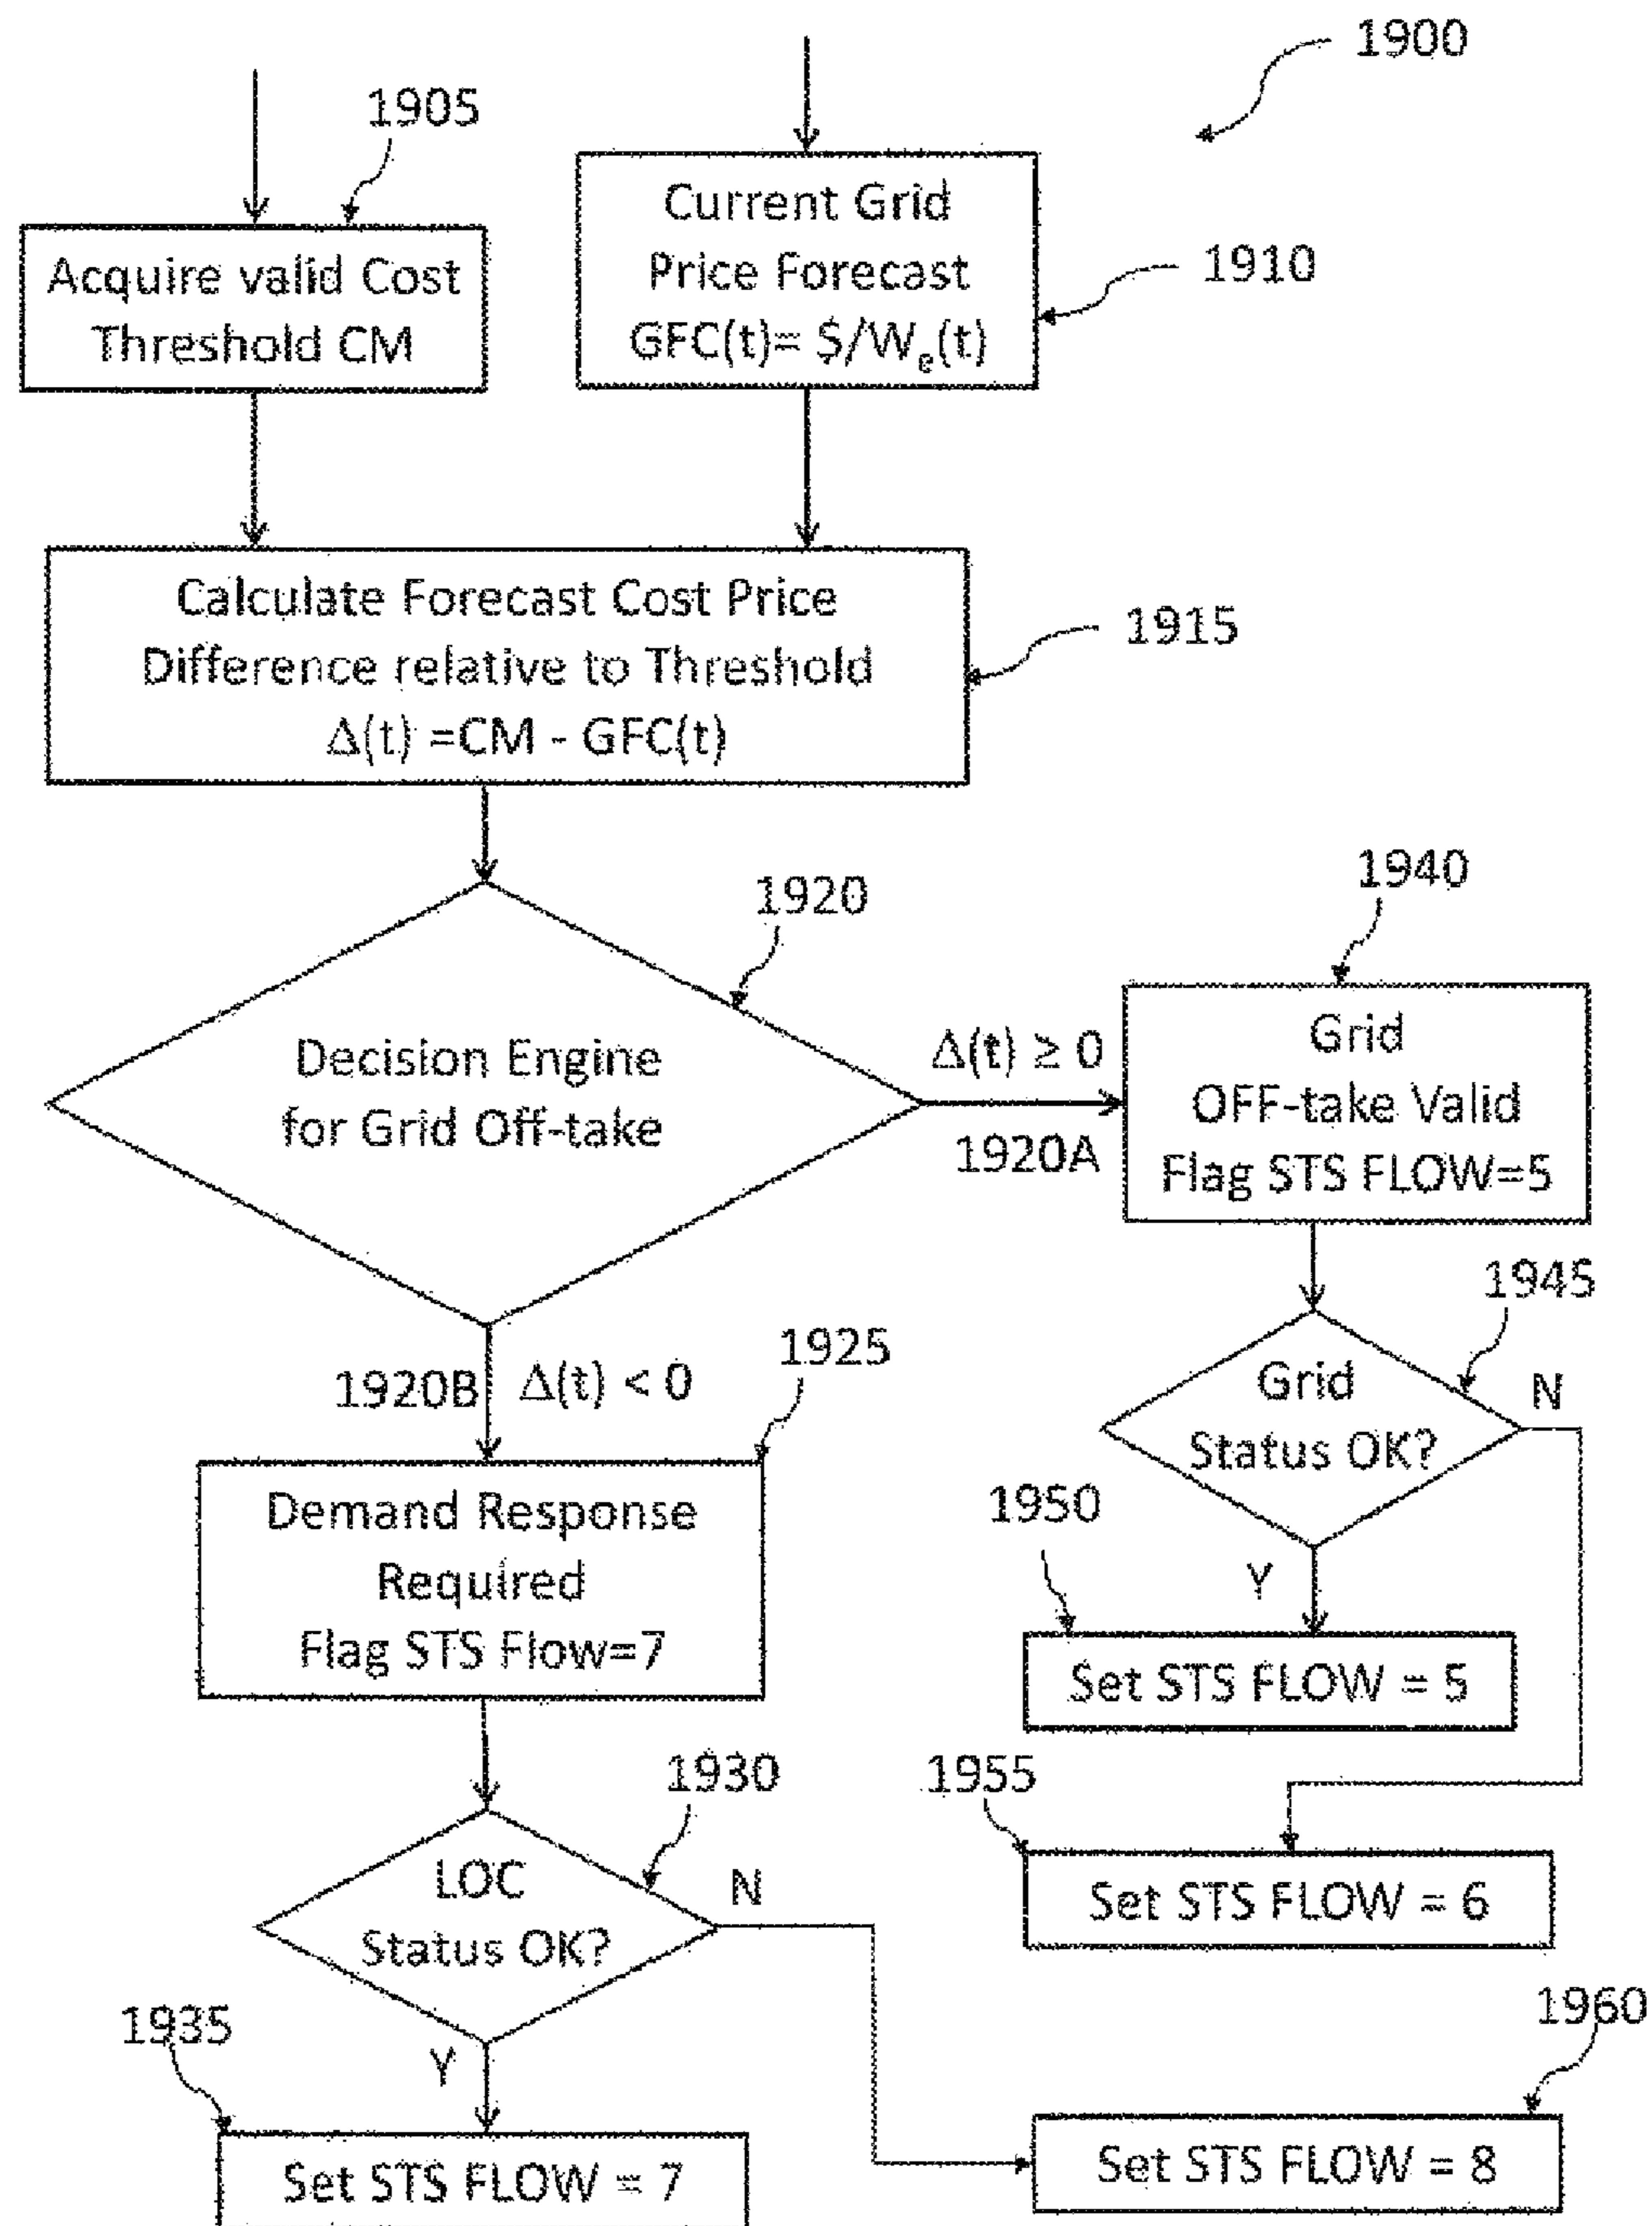 1900
1905
Acquire valid Cost
Threshold CM
Current Grid
Price Forecast
GFC(t)= $/We(t)
1910
Calculate Forecast Cost Price
Difference relative to Threshold
Δ(t) =CM - GFC(t)
1915
1920
Decision Engine
for Grid Off-take
Δ(t) ≥ 0
1920A
1940
Grid
OFF-take Valid
Flag STS FLOW=5
1945
Grid
Status OK?
N
Y
1950
Set STS FLOW = 5
1955
Set STS FLOW = 6
1920B
Δ(t) < 0
1925
Demand Response
Required
Flag STS Flow=7
1930
LOC
Status OK?
N
Y
1935
Set STS FLOW = 7
1960
Set STS FLOW = 8